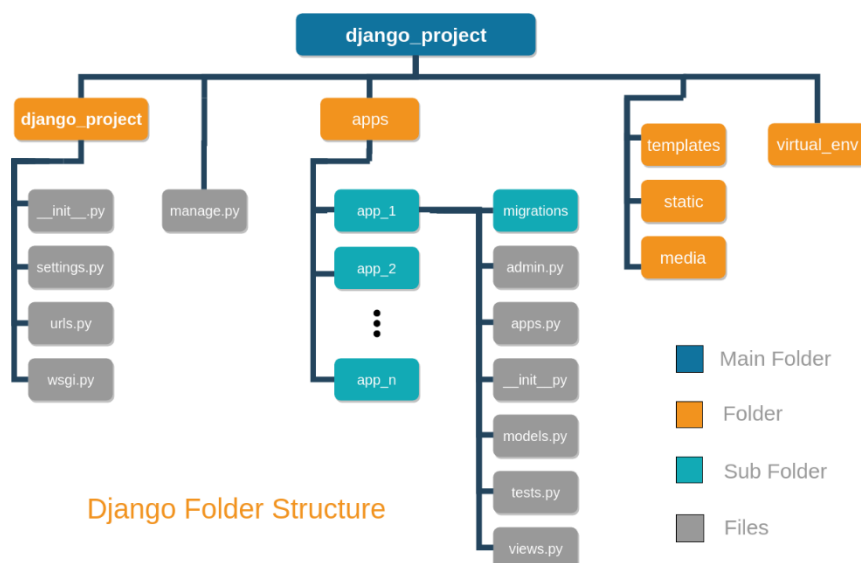 django_project
django_project
apps
templates
virtual_env
__init__.py
manage.py
app_1
migrations
static
settings.py
app_2
admin.py
media
urls.py
apps.py
wsgi.py
app_n
__init__py
models.py
tests.py
views.py
Main Folder
Folder
Sub Folder
Files
Django Folder Structure